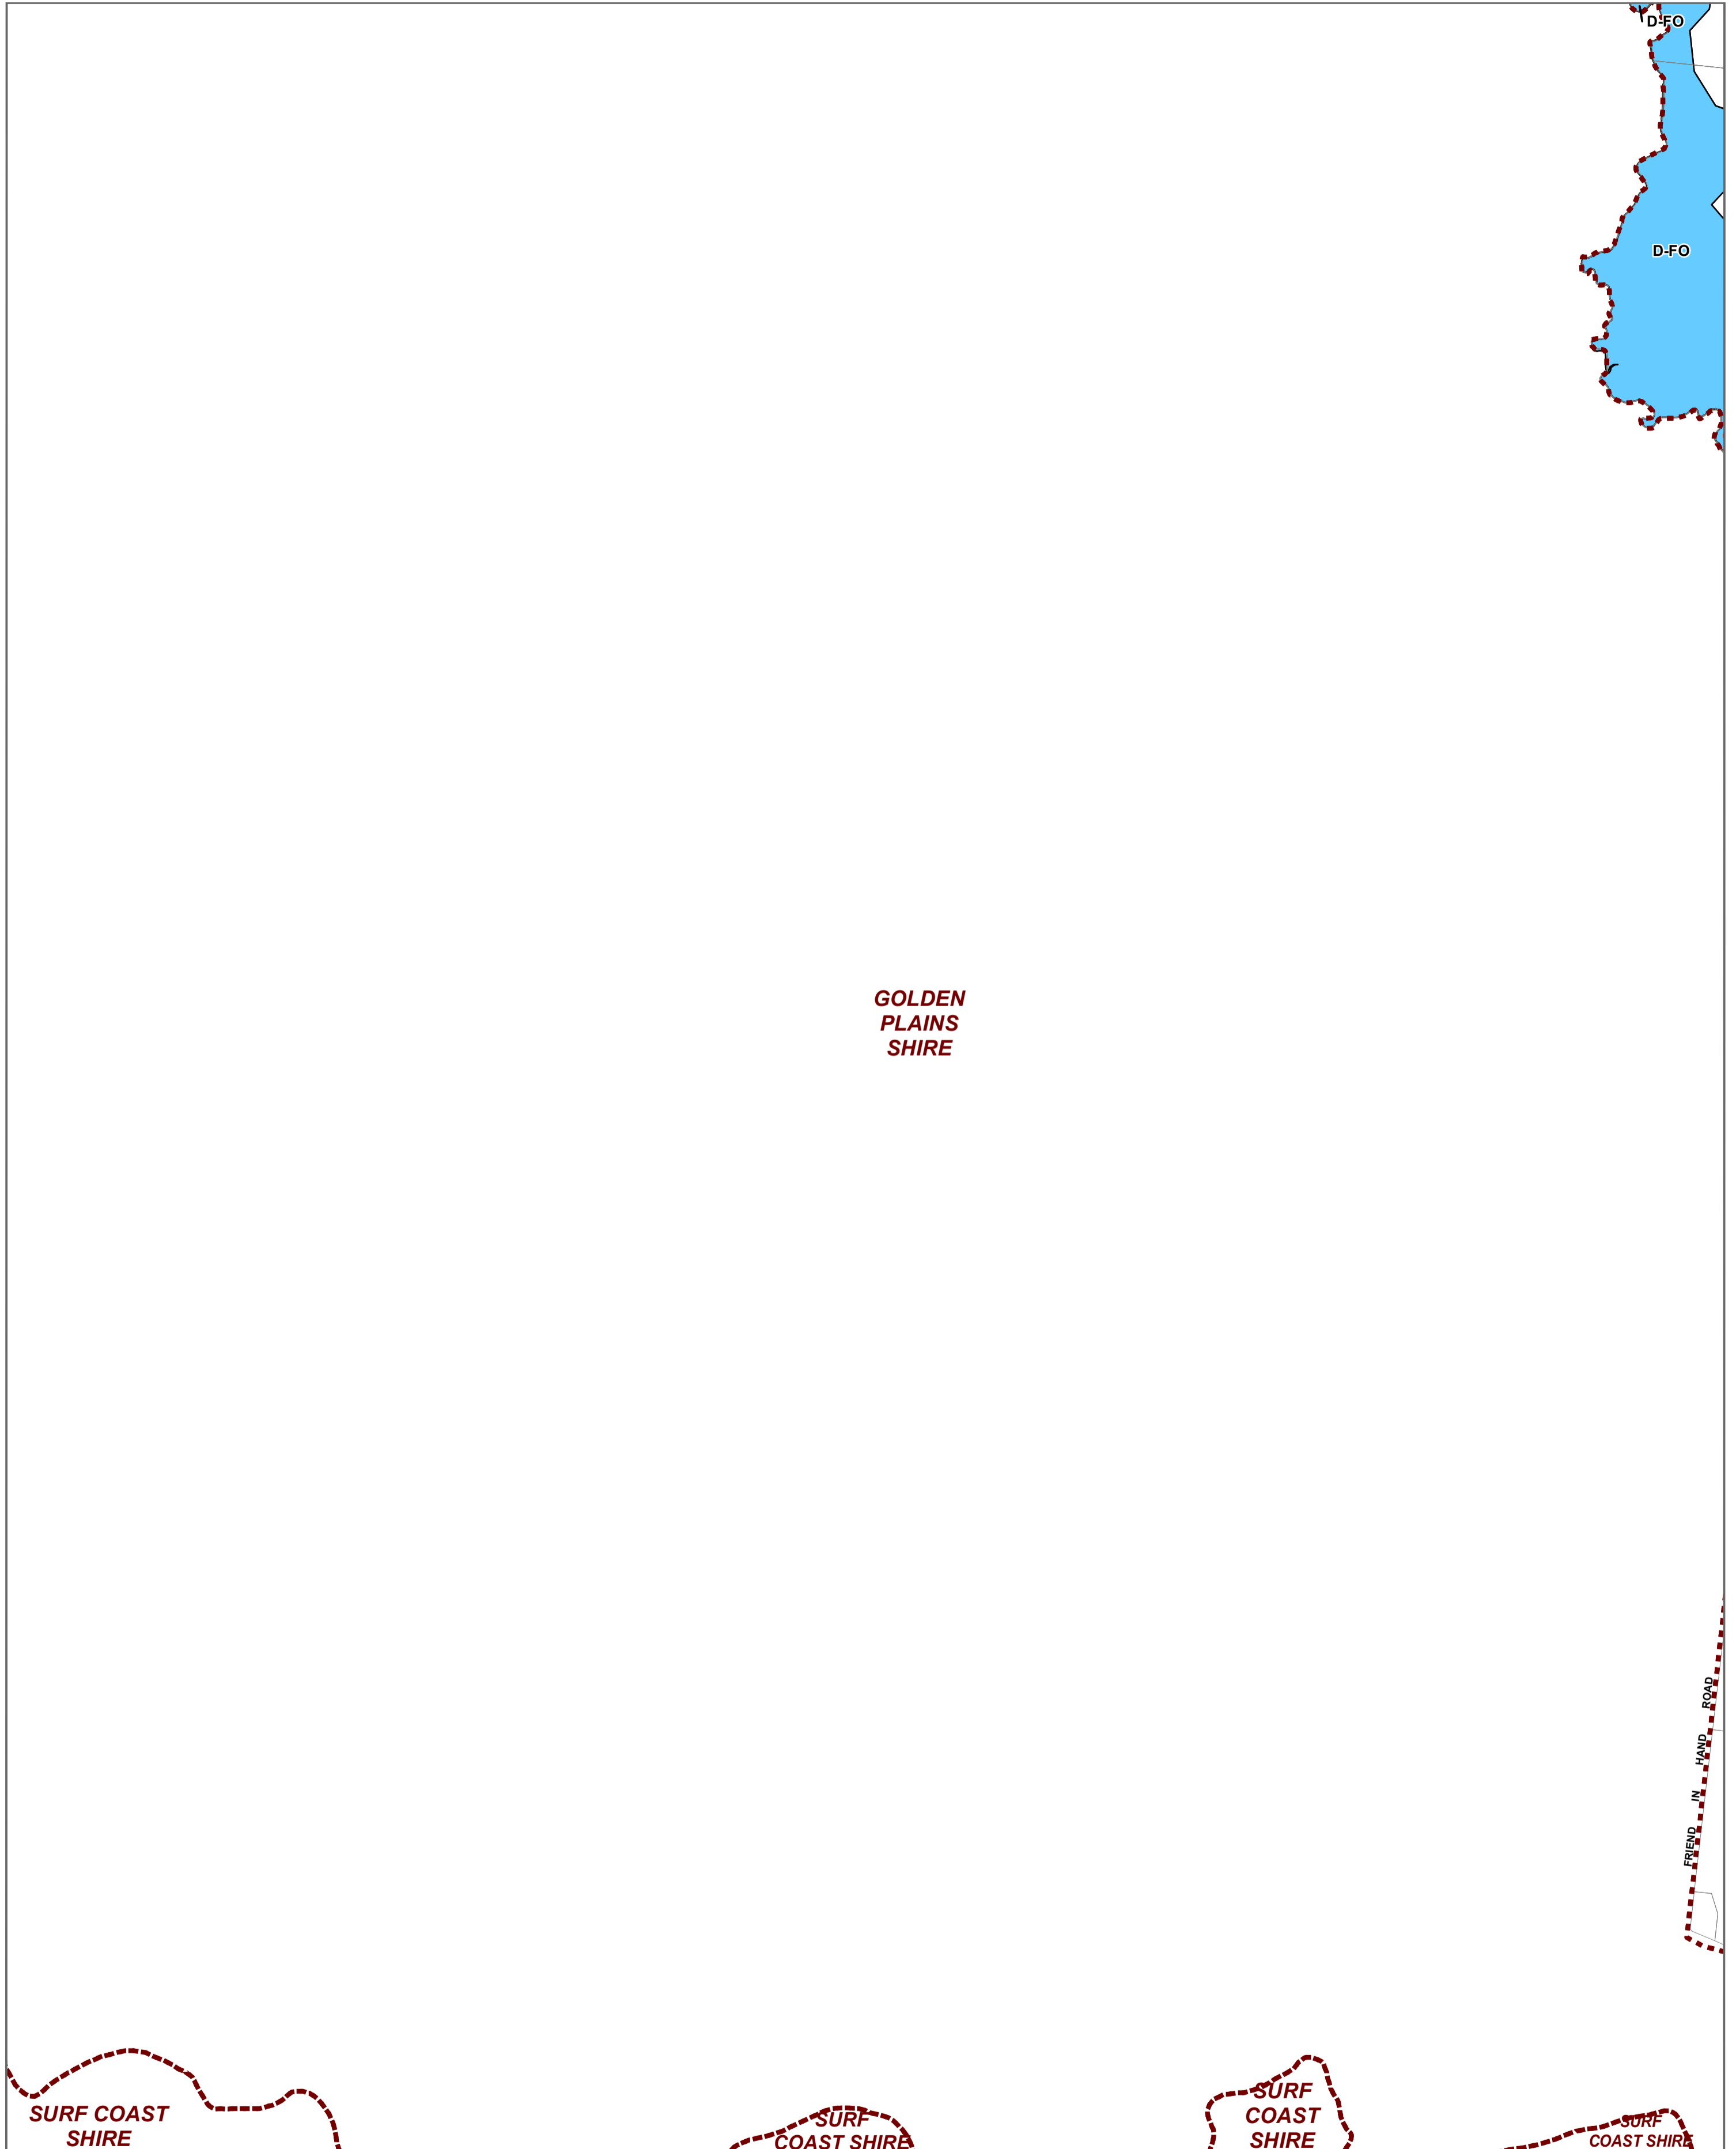 D-FO
D-FO
GOLDEN
PLAINS
SHIRE
FRIEND IN HAND ROAD
SURF COAST
SHIRE
SURF
COAST SHIRE
SURF
COAST
SHIRE
SURF
COAST SHIRE